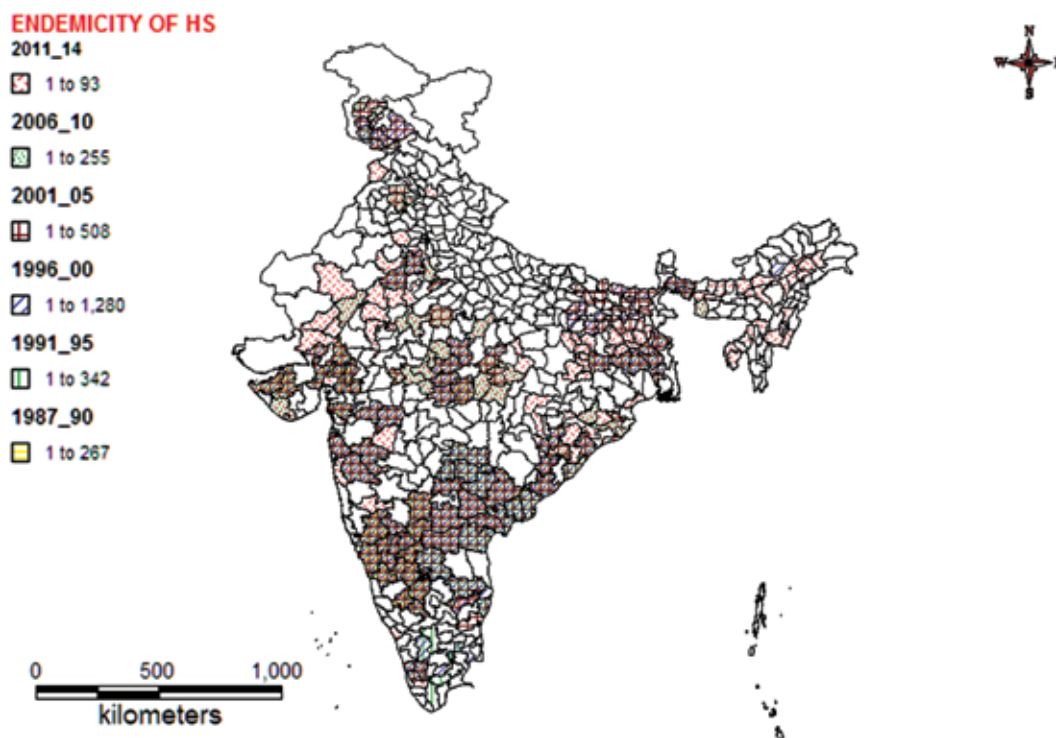 ENDEMICITY OF HS
2011_14
1 to 93
2006_10
1 to 255
2001_05
1 to 508
1996_00
1 to 1,280
1991_95
1 to 342
1987_90
1 to 267
N
W
S
0 500 1,000
kilometers